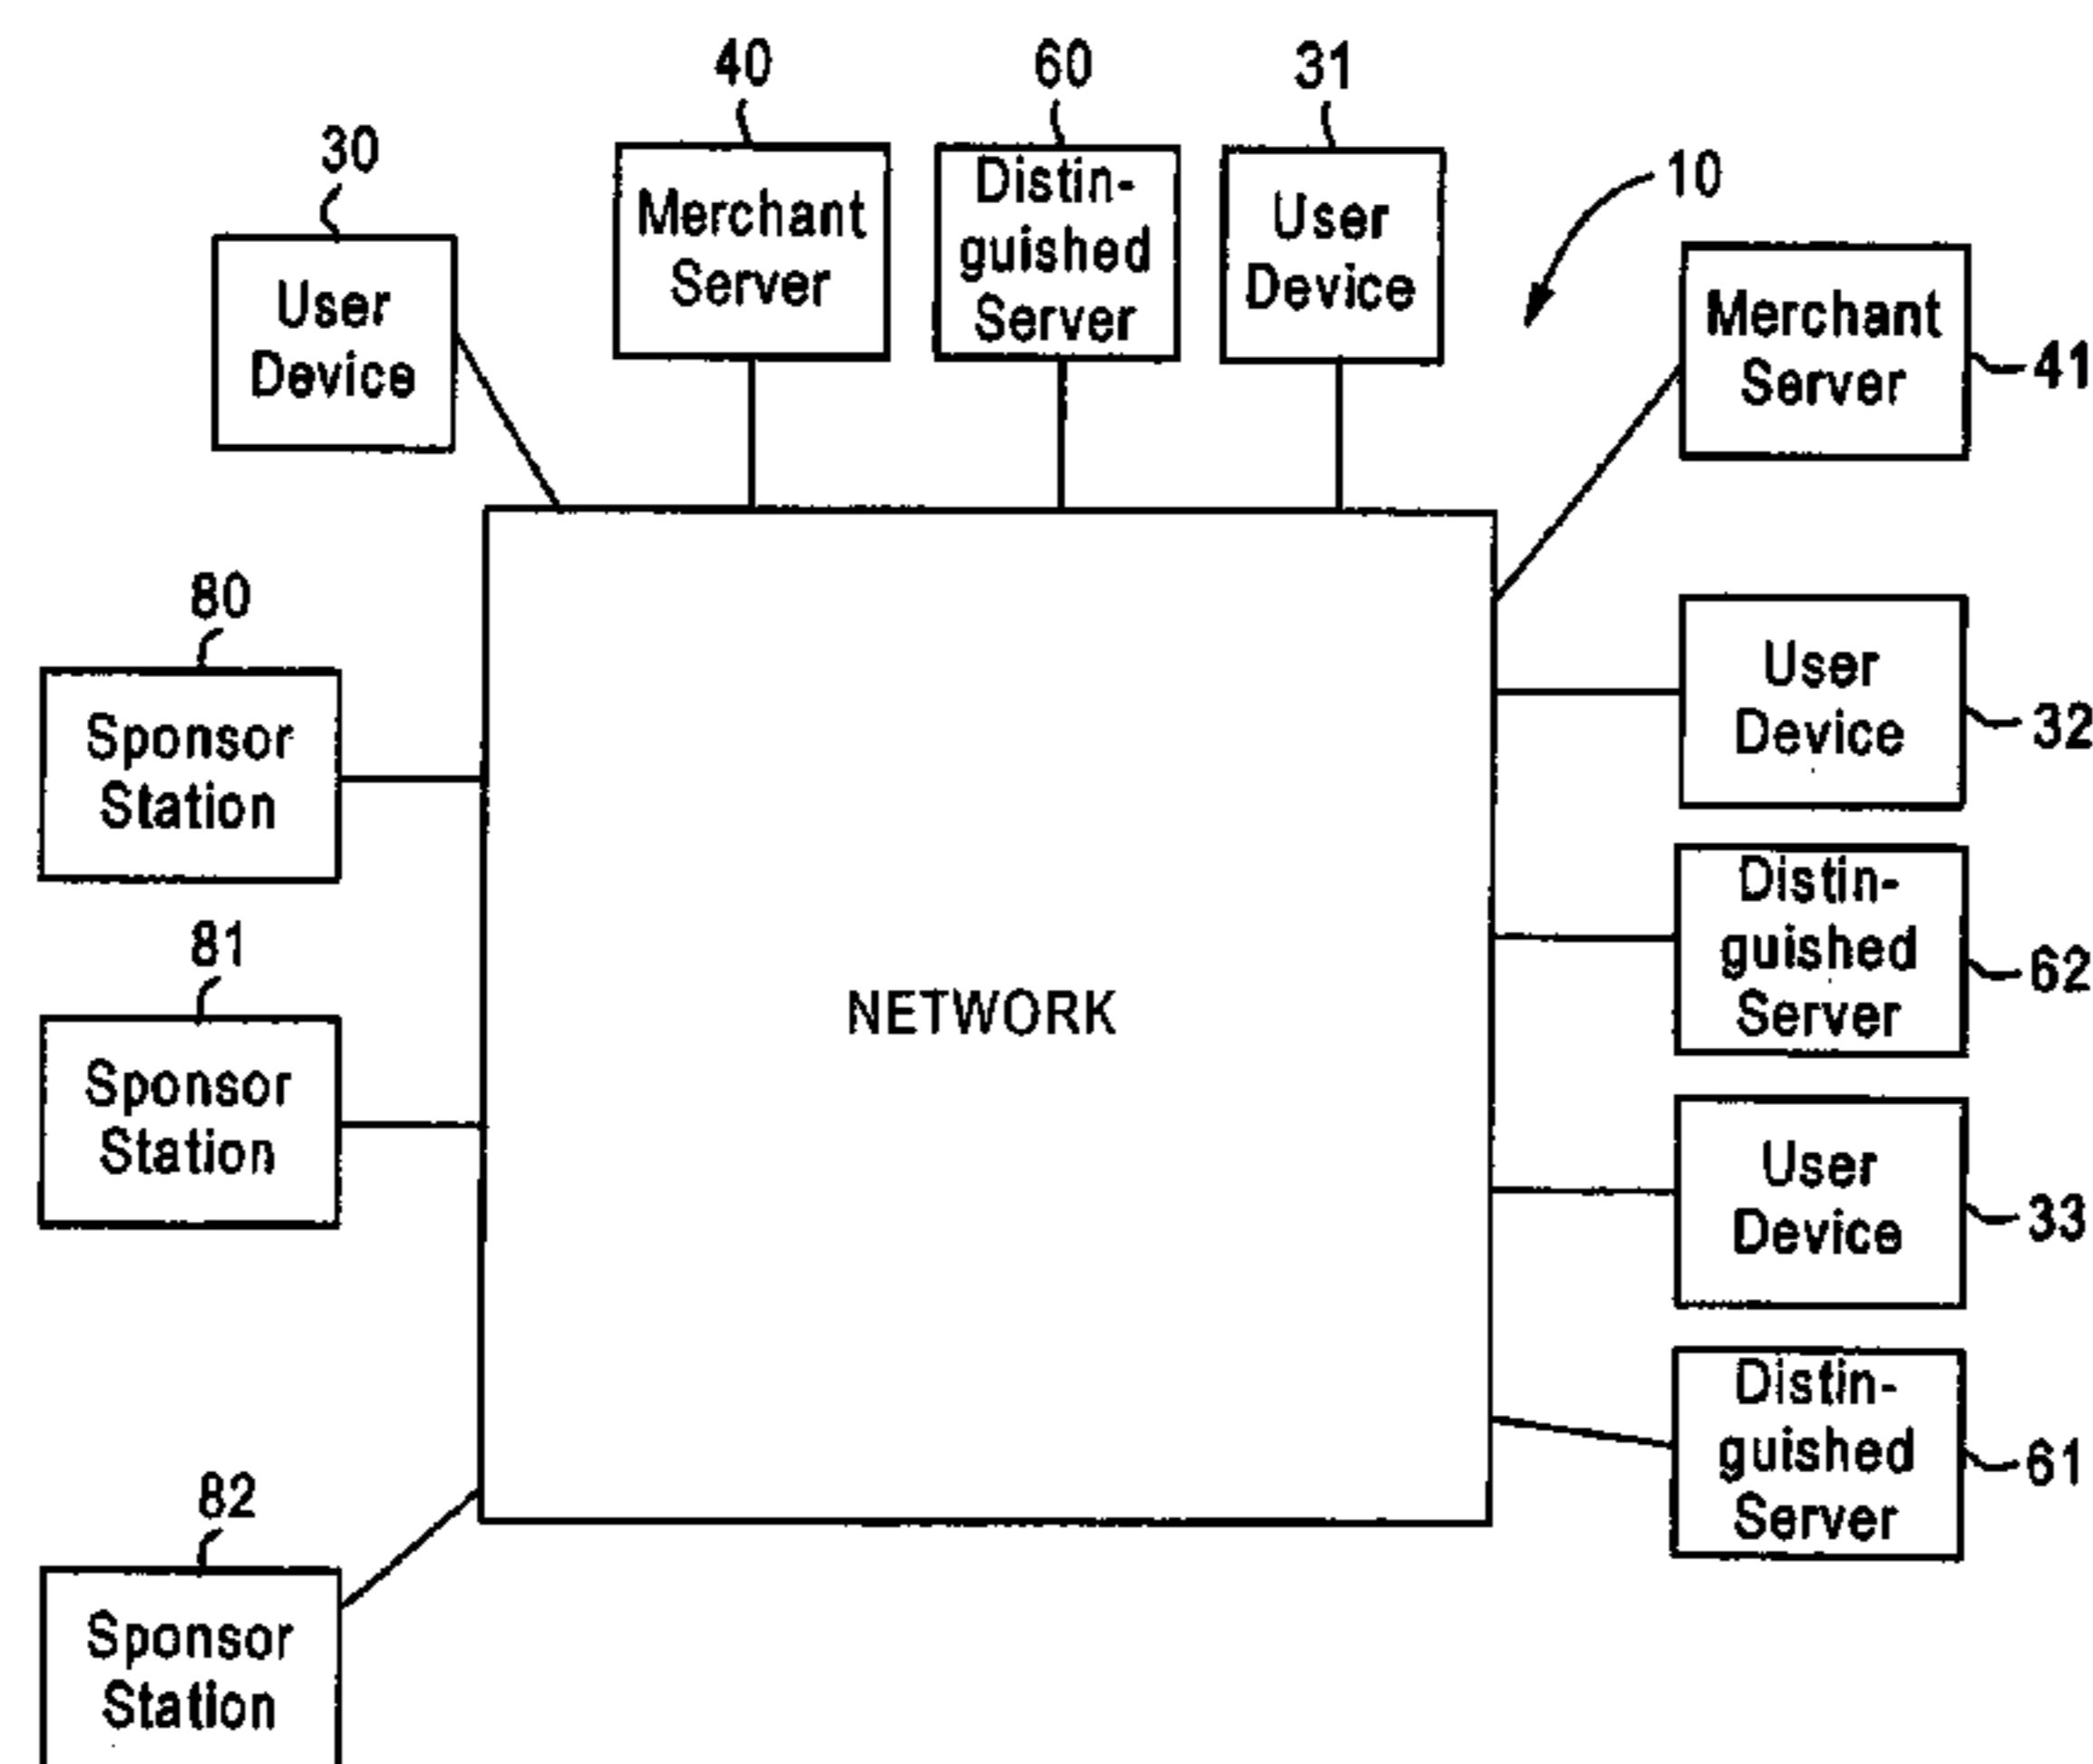 40
60
31
30
10
Merchant
Server
Distin-
guished
Server
User
Device
User
Device
Merchant
Server
41
80
User
Device
32
Sponsor
Station
Distin-
guished
Server
62
81
NETWORK
Sponsor
Station
User
Device
33
Distin-
guished
Server
61
82
Sponsor
Station